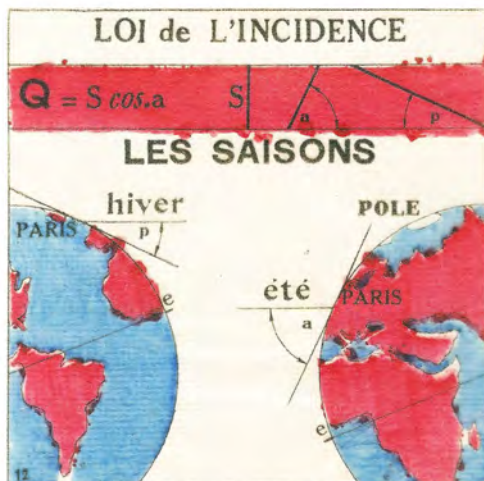 LOI de L'INCIDENCE
Q = S cos.a S a p
LES SAISONS
hiver
POLE
PARIS
p
été
PARIS
a
e
e
12